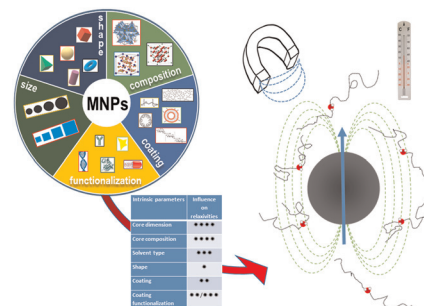 shape
composition
size
MNPs
coating
functionalization
Intrinsic parameters
Influence
on
relaxivities
Core dimension ****
Core composition ****
Solvent Type ***
Shape *
Coating **
Coating **/***
functionalization